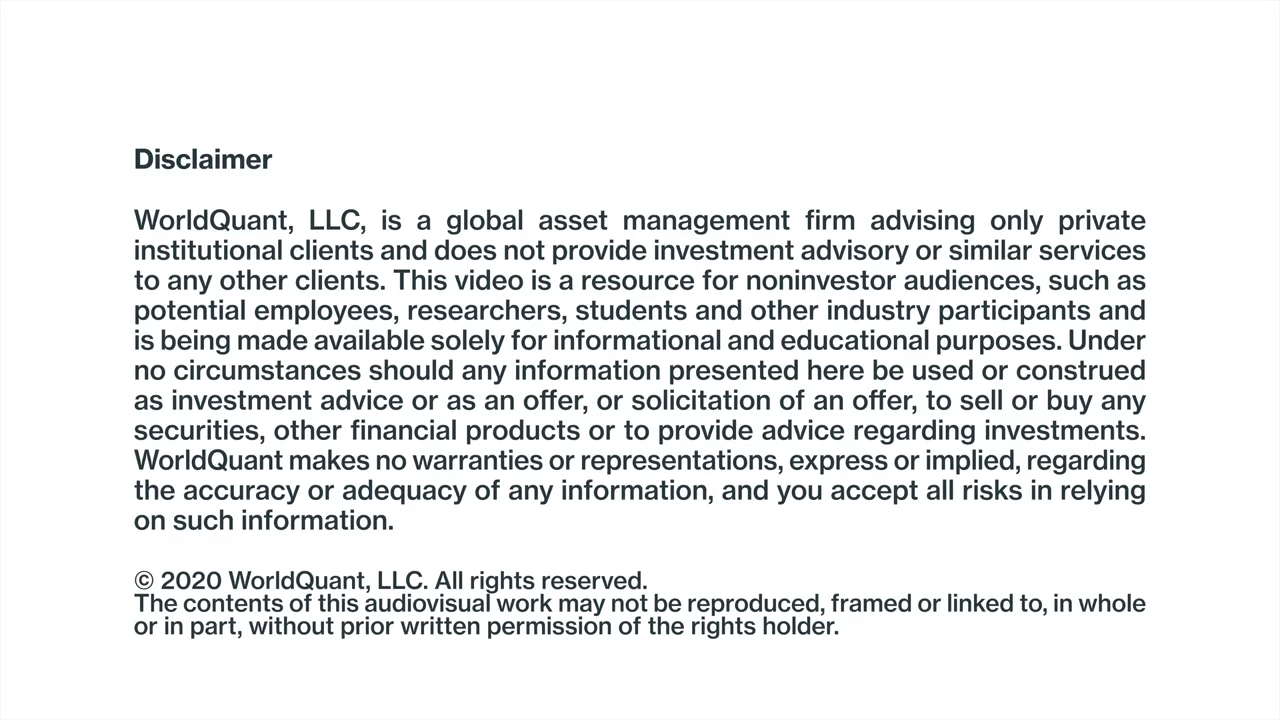 Disclaimer
WorldQuant, LLC, is a global asset management firm advising only private
institutional clients and does not provide investment advisory or similar services
to any other clients. This video is a resource for noninvestor audiences, such as
potential employees, researchers, students and other industry participants and
is being made available solely for informational and educational purposes. Under
no circumstances should any information presented here be used or construed
as investment advice or as an offer, or solicitation of an offer, to sell or buy any
securities, other financial products or to provide advice regarding investments.
WorldQuant makes no warranties or representations, express or implied, regarding
the accuracy or adequacy of any information, and you accept all risks in relying
on such information.
© 2020 WorldQuant, LLC. All rights reserved.
The contents of this audiovisual work may not be reproduced, framed or linked to, in whole
or in part, without prior written permission of the rights holder.